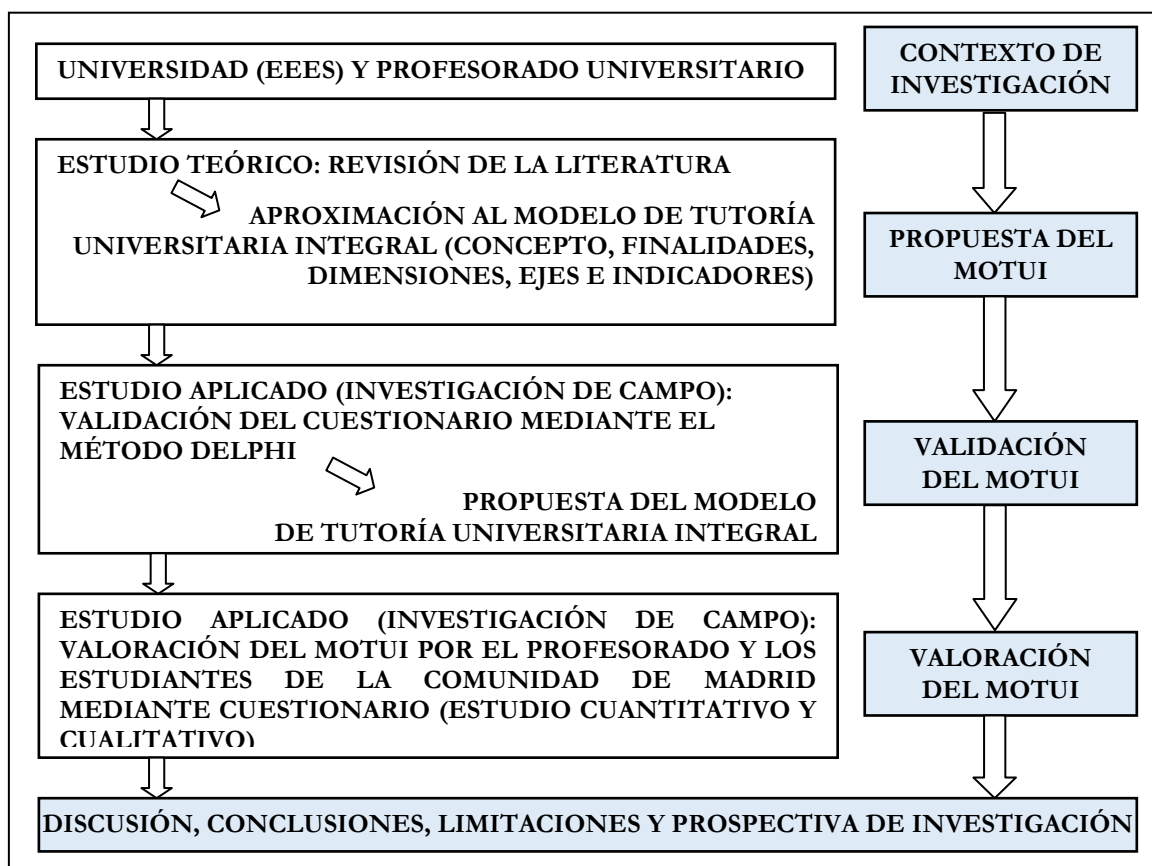 UNIVERSIDAD (EEES) Y PROFESORADO UNIVERSITARIO
CONTEXTO DE
INVESTIGACIÓN
ESTUDIO TEÓRICO: REVISIÓN DE LA LITERATURA
APROXIMACIÓN AL MODELO DE TUTORÍA
UNIVERSITARIA INTEGRAL (CONCEPTO, FINALIDADES,
DIMENSIONES, EJES E INDICADORES)
PROPUESTA DEL
MOTUI
ESTUDIO APLICADO (INVESTIGACIÓN DE CAMPO):
VALIDACIÓN DEL CUESTIONARIO MEDIANTE EL
MÉTODO DELPHI
PROPUESTA DEL MODELO
DE TUTORÍA UNIVERSITARIA INTEGRAL
VALIDACIÓN
DEL MOTUI
ESTUDIO APLICADO (INVESTIGACIÓN DE CAMPO):
VALORACIÓN DEL MOTUI POR EL PROFESORADO Y LOS
ESTUDIANTES DE LA COMUNIDAD DE MADRID
MEDIANTE CUESTIONARIO (ESTUDIO CUANTITATIVO Y
CUALITATIVO)
VALORACIÓN
DEL MOTUI
DISCUSIÓN, CONCLUSIONES, LIMITACIONES Y PROSPECTIVA DE INVESTIGACIÓN